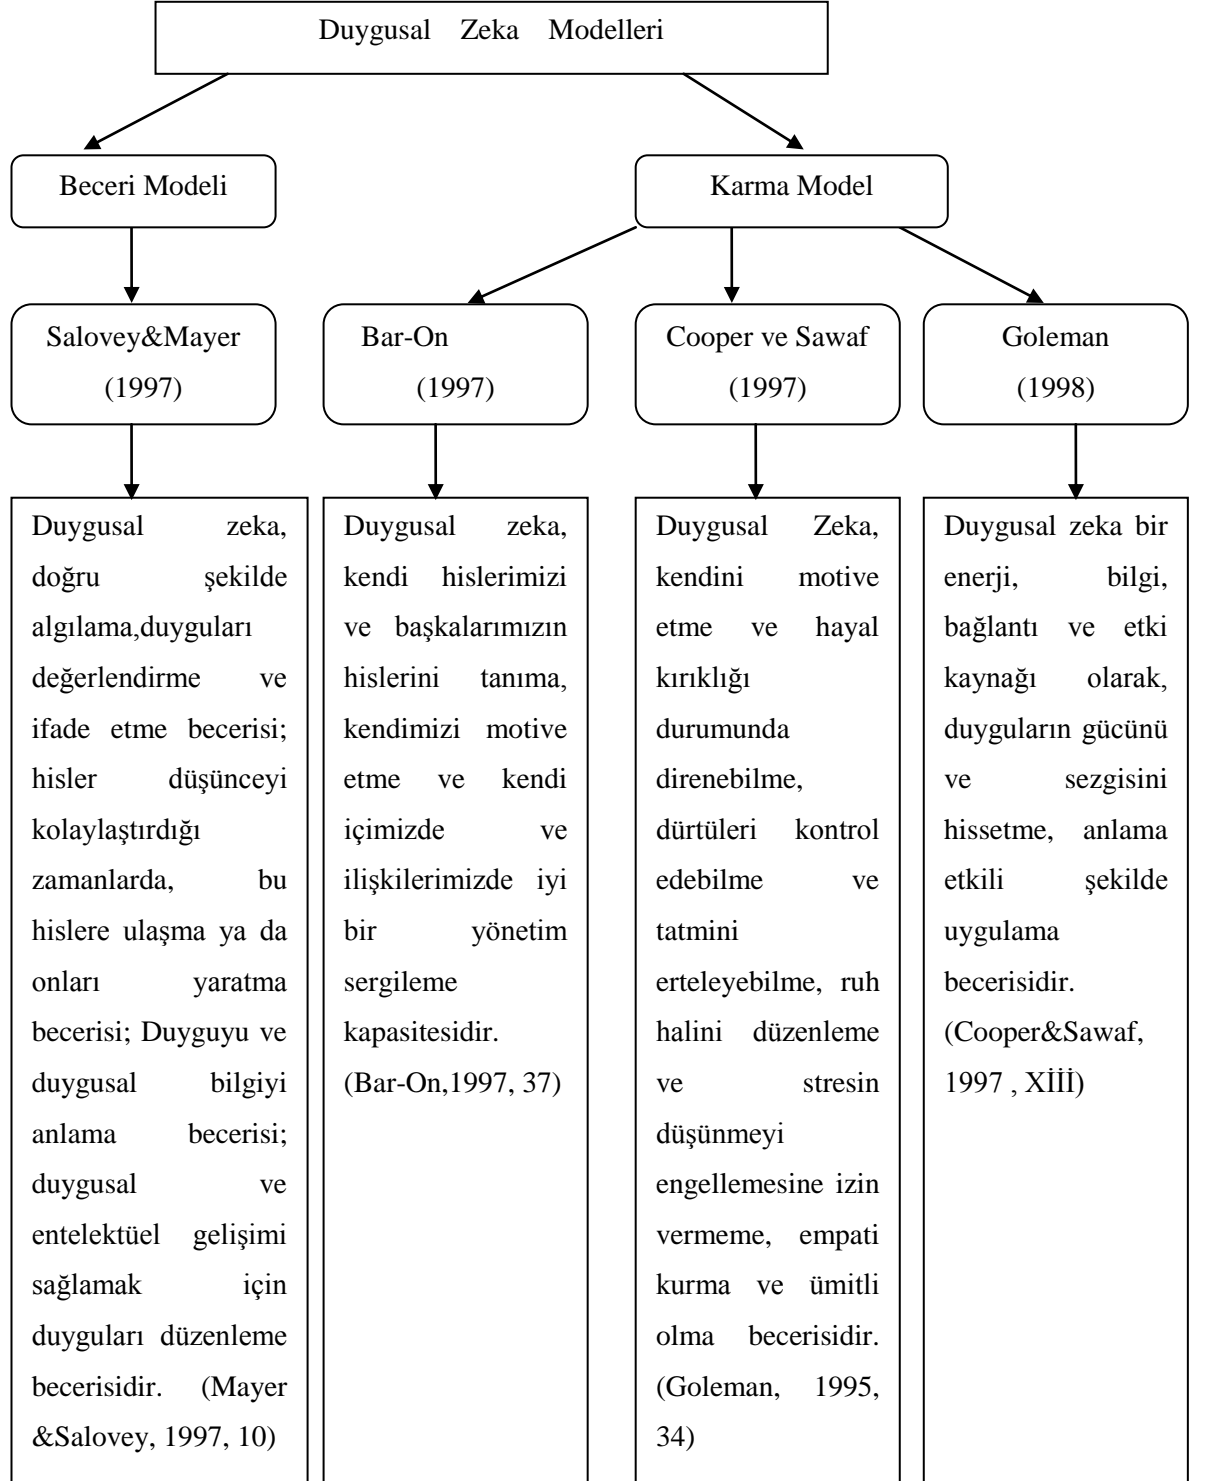 Duygusal Zeka Modelleri
Beceri Modeli
Karma Model
Salovey&Mayer
(1997)
Bar-On
(1997)
Cooper ve Sawaf
(1997)
Goleman
(1998)
Duygusal zeka,
doğru şekilde
algılama,duyguları
değerlendirme ve
ifade etme becerisi;
hisler düşünceyi
kolaylaştırdığı
zamanlarda, bu
hislere ulaşma ya da
onları yaratma
becerisi; Duyguyu ve
duygusal bilgiyi
anlama becerisi;
duygusal ve
entelektüel gelişimi
sağlamak için
duyguları düzenleme
becerisidir. (Mayer
&Salovey, 1997, 10)
Duygusal zeka,
kendi hislerimizi
ve başkalarımızın
hislerini tanıma,
kendimizi motive
etme ve kendi
içimizde ve
ilişkilerimizde iyi
bir yönetim
sergileme
kapasitesidir.
(Bar-On,1997, 37)
Duygusal Zeka,
kendini motive
etme ve hayal
kırıklığı
durumunda
direnebilme,
dürtüleri kontrol
edebilme ve
tatmini
erteleyebilme, ruh
halini düzenleme
ve stresin
düşünmeyi
engellemesine izin
vermeme, empati
kurma ve ümitli
olma becerisidir.
(Goleman, 1995,
34)
Duygusal zeka bir
enerji, bilgi,
bağlantı ve etki
kaynağı olarak,
duyguların gücünü
ve sezgisini
hissetme, anlama
etkili şekilde
uygulama
becerisidir.
(Cooper&Sawaf,
1997 , Xİİİ)